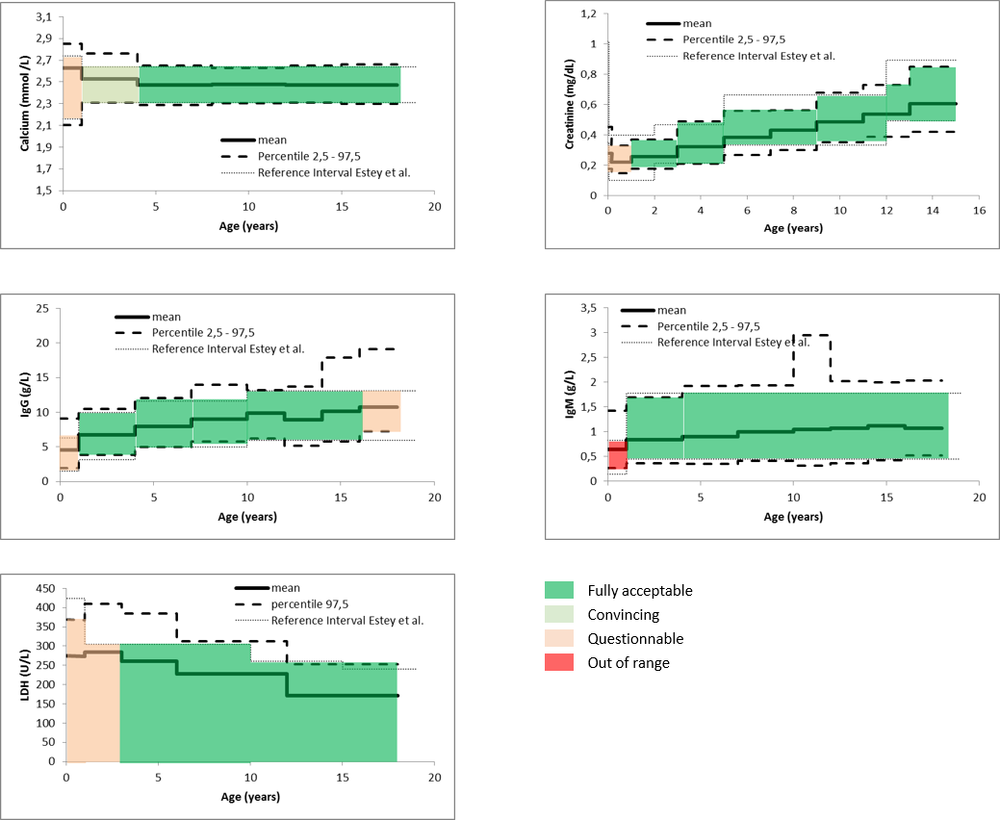 3,1
2,9
2,7
2,5
2,3
2,1
1,9
1,7
1,5
Calcium (mmol /L)
mean
Percentile 2,5 - 97,5
Reference Interval Estey et al.
0 5 10 15 20
Age (years)
1,2
1
0,8
0,6
0,4
0,2
0
Creatinine (mg/dL)
mean
Percentile 2,5 - 97,5
Reference Interval Estey et al.
0 2 4 6 8 10 12 14 16
Age (years)
25
20
15
10
5
0
IgG (g/L)
mean
Percentile 2,5 - 97,5
Reference Interval Estey et al.
0 5 10 15 20
Age (years)
3,5
3
2,5
2
1,5
1
0,5
0
IgM (g/L)
mean
Percentile 2,5 - 97,5
Reference Interval Estey et al.
0 5 10 15 20
Age (years)
450
400
350
300
250
200
150
100
50
0
LDH (U/L)
mean
percentile 97,5
Reference Interval Estey et al.
0 5 10 15 20
Age (years)
Fully acceptable
Convincing
Questionnable
Out of range